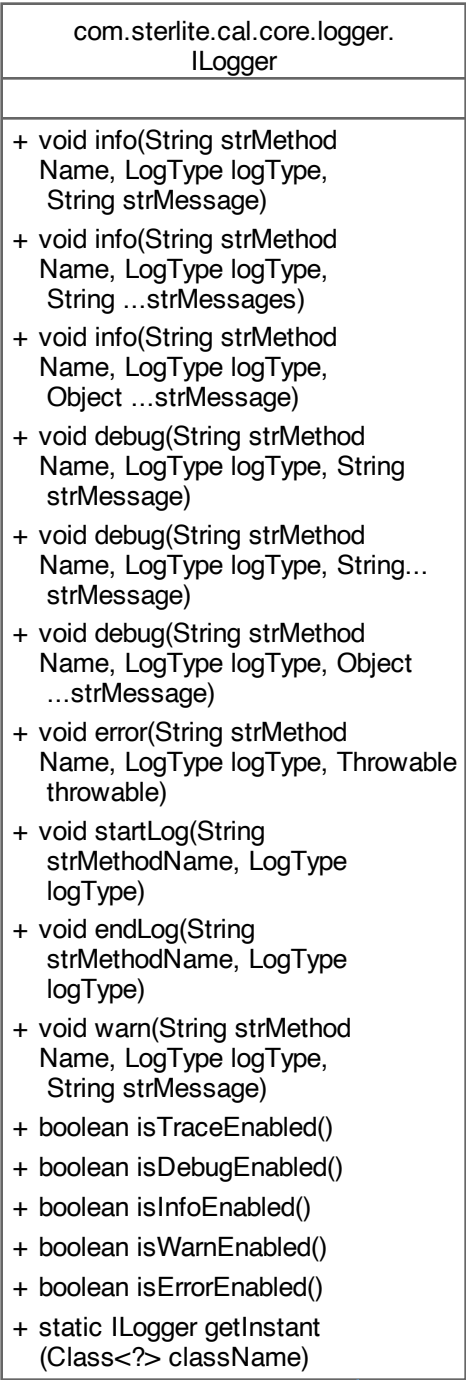 com.sterlite.cal.core.logger.
ILogger
+ void info(String strMethod
Name, LogType logType,
String strMessage)
+ void info(String strMethod
Name, LogType logType,
String ...strMessages)
+ void info(String strMethod
Name, LogType logType,
Object ...strMessage)
+ void debug(String strMethod
Name, LogType logType, String
strMessage)
+ void debug(String strMethod
Name, LogType logType, String...
strMessage)
+ void debug(String strMethod
Name, LogType logType, Object
...strMessage)
+ void error(String strMethod
Name, LogType logType, Throwable
throwable)
+ void startLog(String
strMethodName, LogType
logType)
+ void endLog(String
strMethodName, LogType
logType)
+ void warn(String strMethod
Name, LogType logType,
String strMessage)
+ boolean isTraceEnabled()
+ boolean isDebugEnabled()
+ boolean isInfoEnabled()
+ boolean isWarnEnabled()
+ boolean isErrorEnabled()
+ static ILogger getInstant
(Class<?> className)